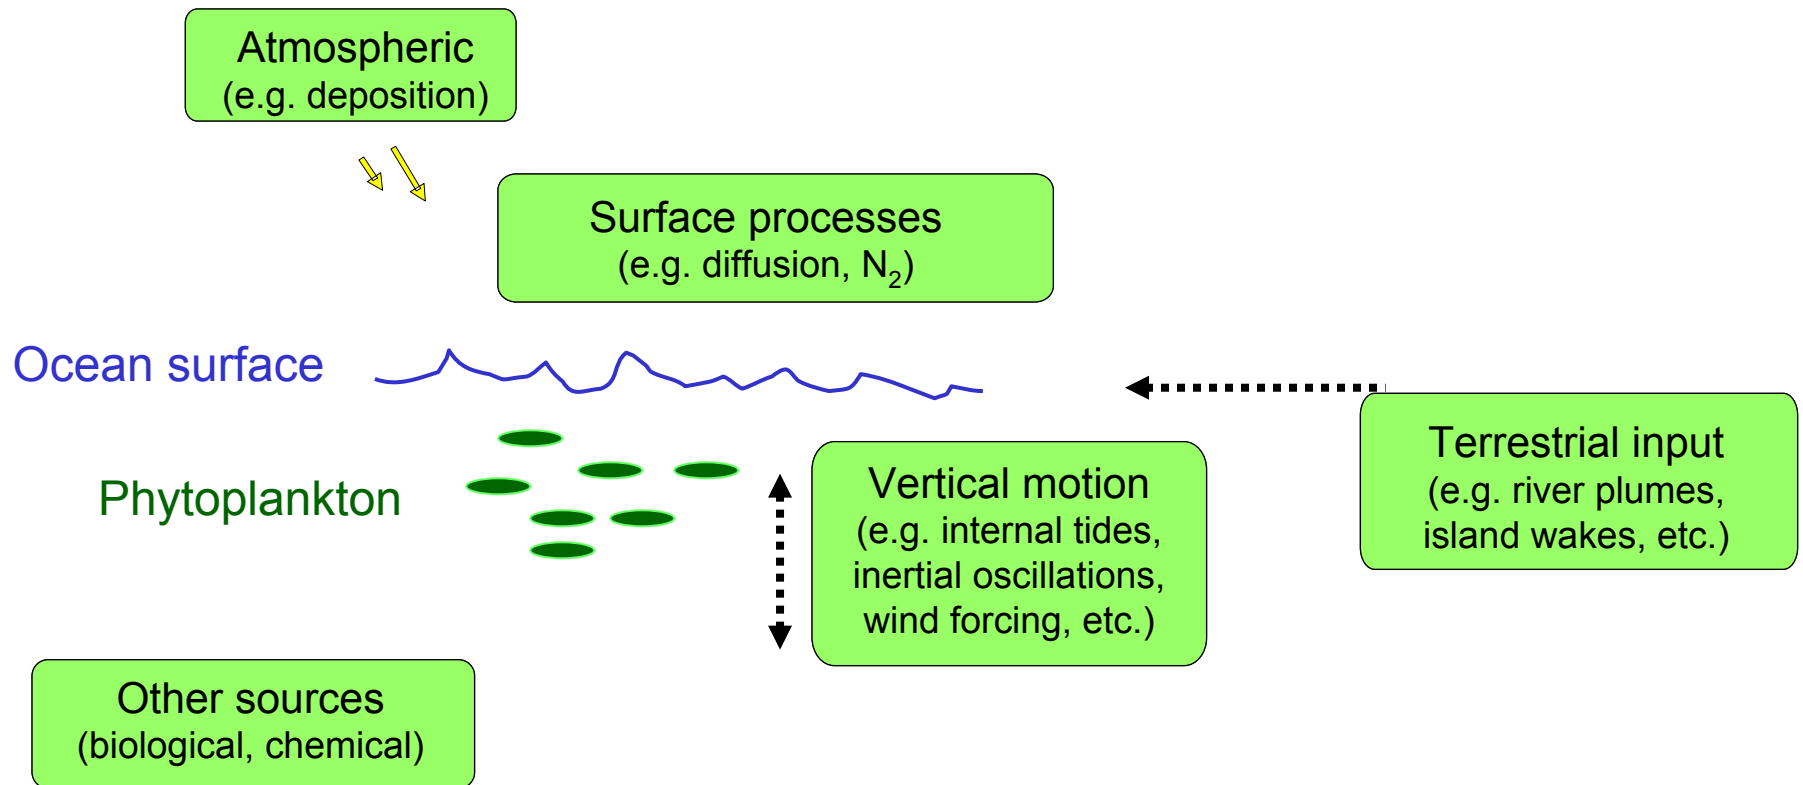 Atmospheric
(e.g. deposition)
Surface processes
(e.g. diffusion, N₂)
Ocean surface
Phytoplankton
Vertical motion
(e.g. internal tides,
inertial oscillations,
wind forcing, etc.)
Terrestrial input
(e.g. river plumes,
island wakes, etc.)
Other sources
(biological, chemical)